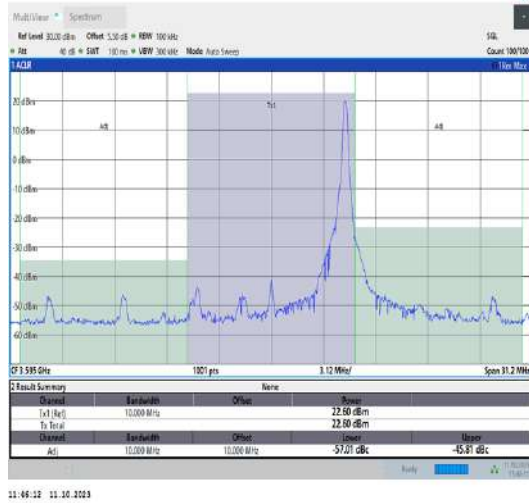 MultiView Spectrum
Ref Level 30.00 dBm Offset 5.50 dB RBW 100 kHz SGL
Att 40 dB SWT 100 ms VBW 300 kHz Mode Auto Sweep Count 100/100
1 ACLR 1Rm Max
20 dBm
Tx1
10 dBm
Adj
Adj
0 dBm
-10 dBm
-20 dBm
-30 dBm
-40 dBm
-50 dBm
-60 dBm
CF 3.595 GHz 1001 pts 3.12 MHz/ Span 31.2 MHz
2 Result Summary None
Channel Bandwidth Offset Power
Tx1 (Ref) 10.000 MHz 22.60 dBm
Tx Total 22.60 dBm
Channel Bandwidth Offset Lower Upper
Adj 10.000 MHz 10.000 MHz -57.01 dBc -45.81 dBc
Ready
11:46:12 11.10.2023